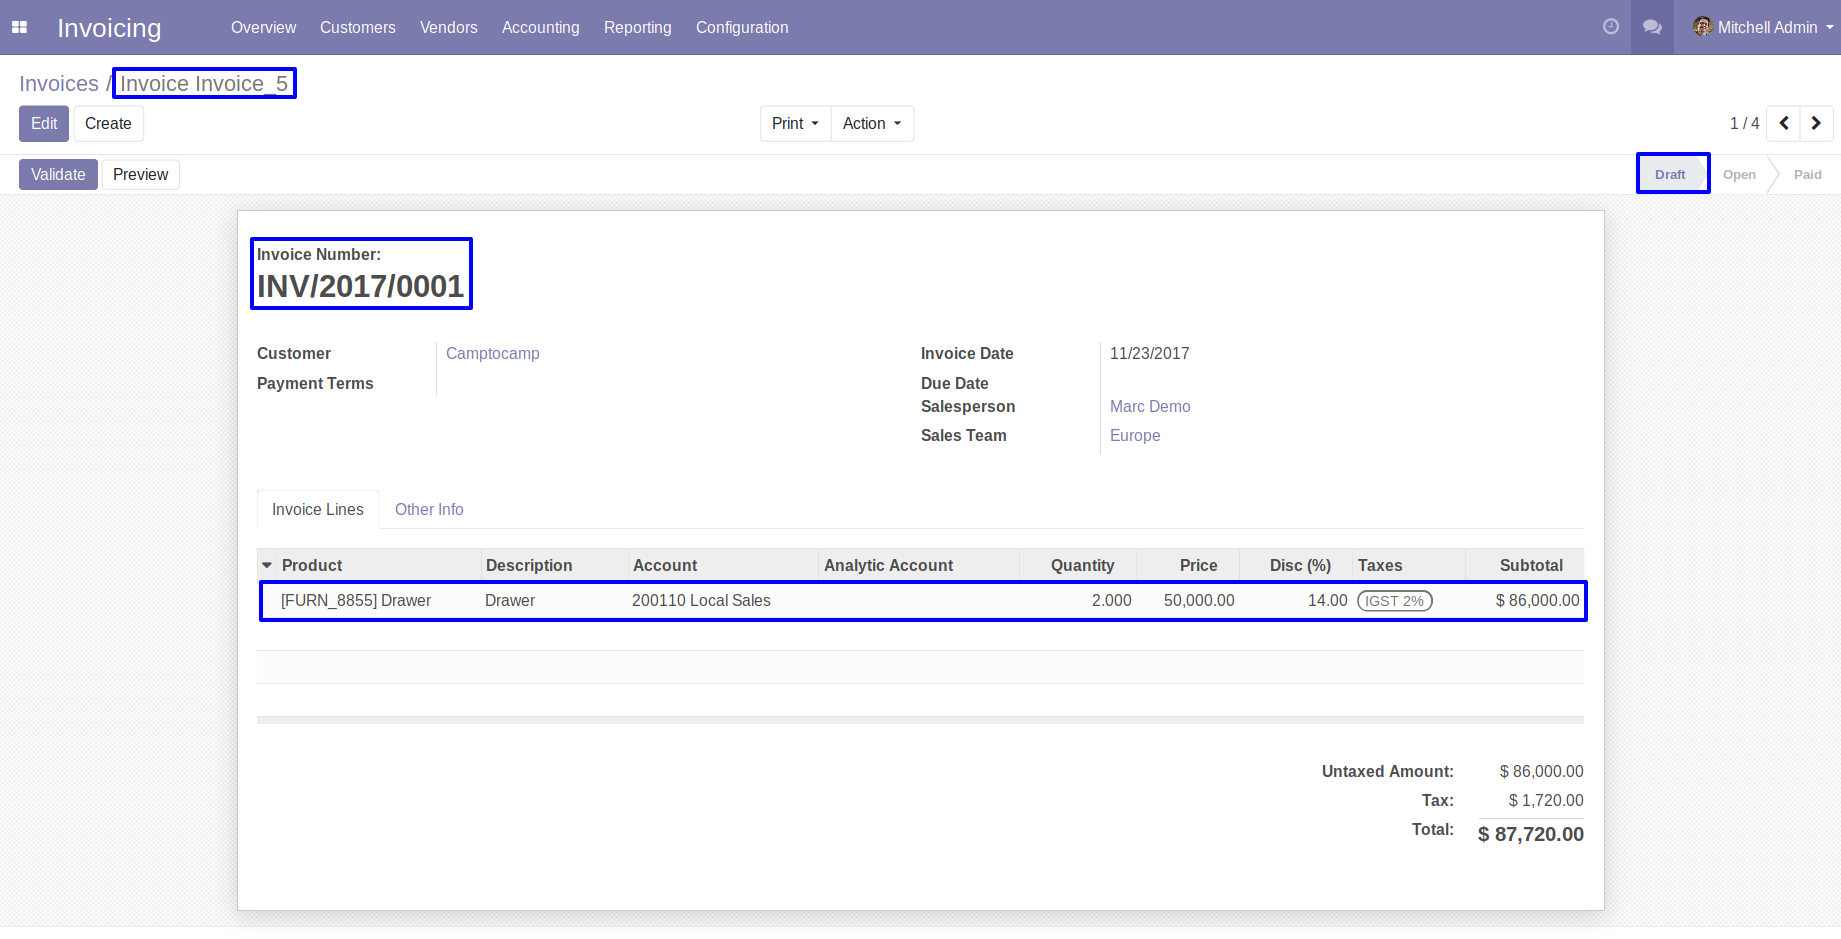 Invoicing Overview Customers Vendors Accounting Reporting Configuration Mitchell Admin
Invoices / Invoice Invoice_5
Edit Create Print Action 1 / 4
Validate Preview Draft Open Paid
Invoice Number:
INV/2017/0001
Customer Camptocamp Invoice Date 11/23/2017
Payment Terms Due Date
Salesperson Marc Demo
Sales Team Europe
Invoice Lines Other Info
Product Description Account Analytic Account Quantity Price Disc (%) Taxes Subtotal
[FURN_8855] Drawer Drawer 200110 Local Sales 2.000 50,000.00 14.00 IGST 2% $ 86,000.00
Untaxed Amount: $ 86,000.00
Tax: $ 1,720.00
Total: $ 87,720.00